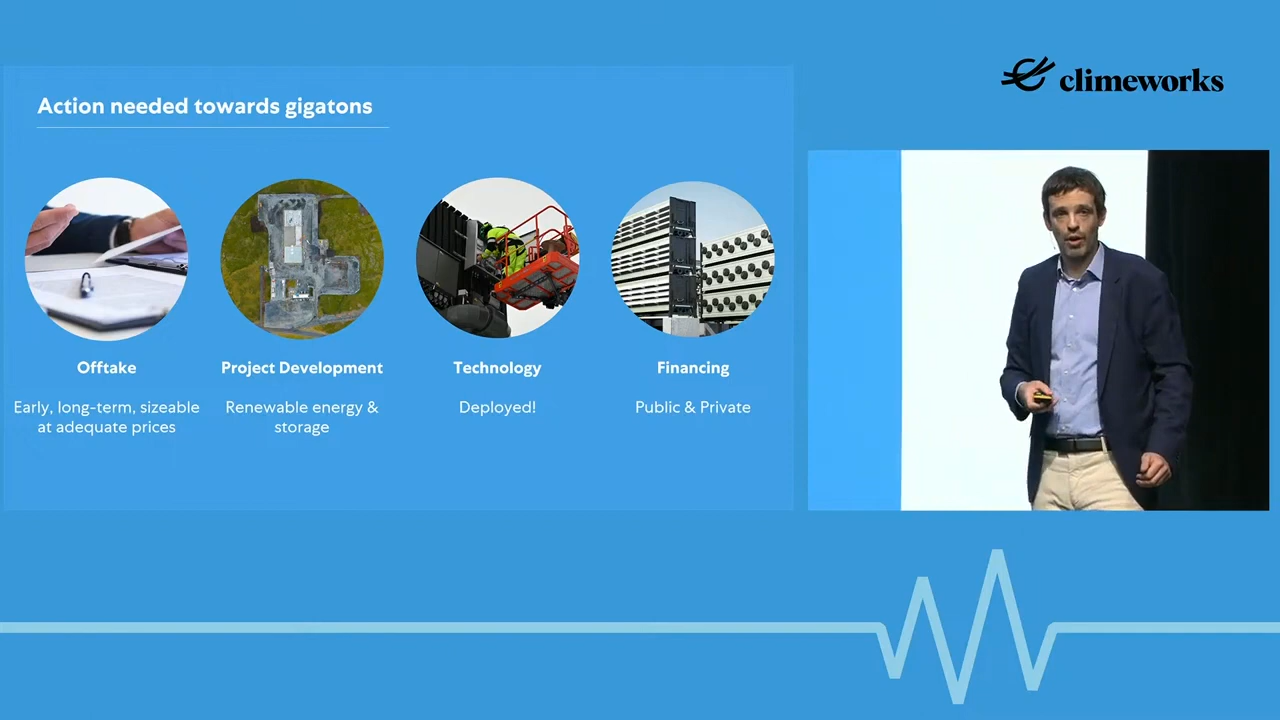 climeworks
Action needed towards gigatons
Offtake
Early, long-term, sizeable
at adequate prices
Project Development
Renewable energy &
storage
Technology
Deployed!
Financing
Public & Private